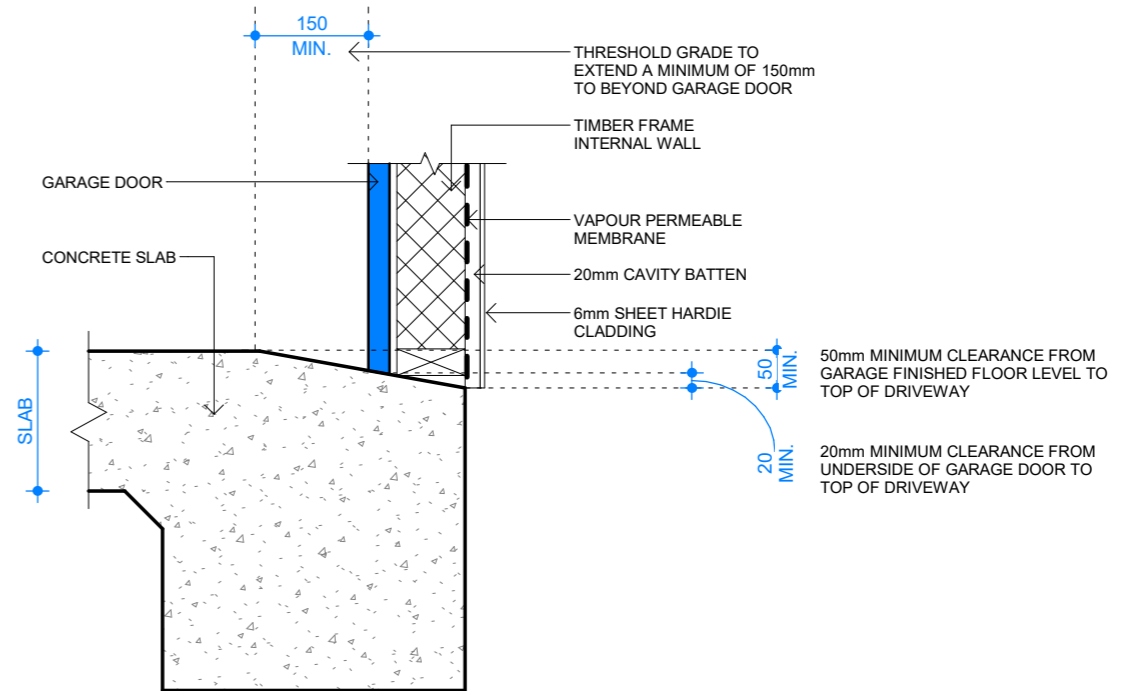 150
MIN.
THRESHOLD GRADE TO
EXTEND A MINIMUM OF 150mm
TO BEYOND GARAGE DOOR
TIMBER FRAME
INTERNAL WALL
GARAGE DOOR
VAPOUR PERMEABLE
MEMBRANE
CONCRETE SLAB
20mm CAVITY BATTEN
6mm SHEET HARDIE
CLADDING
50
MIN.
50mm MINIMUM CLEARANCE FROM
GARAGE FINISHED FLOOR LEVEL TO
TOP OF DRIVEWAY
SLAB
20
MIN.
20mm MINIMUM CLEARANCE FROM
UNDERSIDE OF GARAGE DOOR TO
TOP OF DRIVEWAY